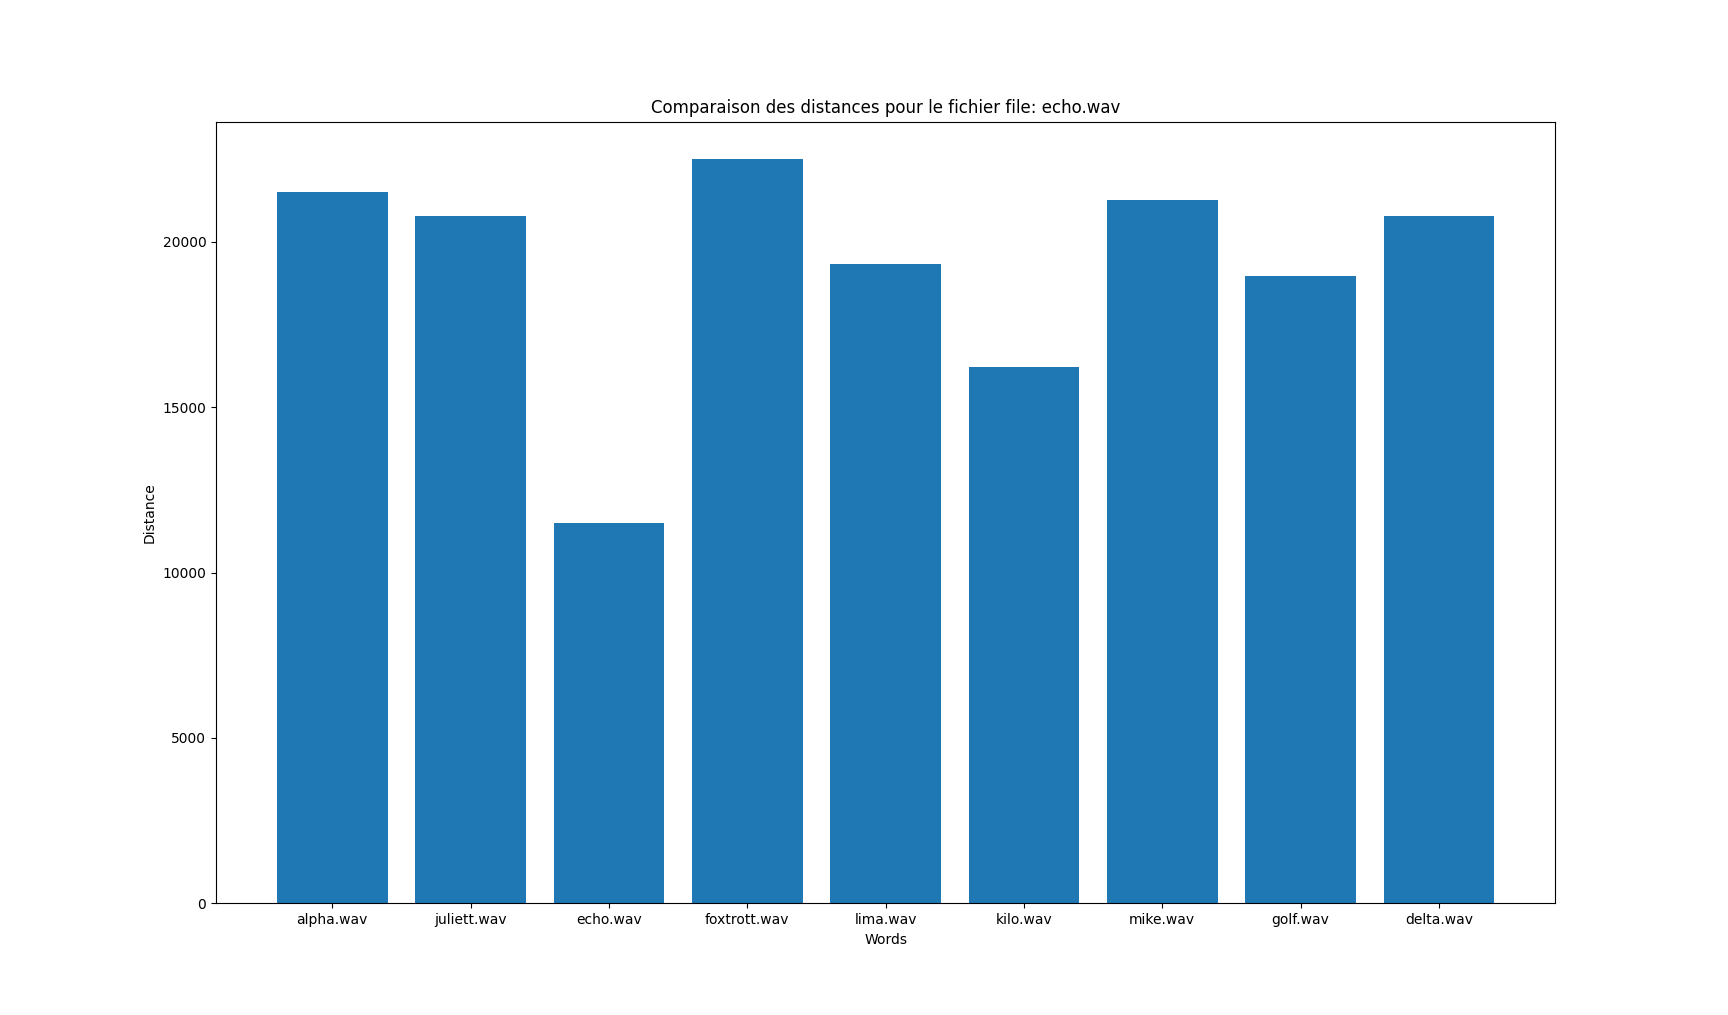 Comparaison des distances pour le fichier file: echo.wav
20000
15000
10000
5000
0
Distance
alpha.wav juliett.wav echo.wav foxtrott.wav lima.wav kilo.wav mike.wav golf.wav delta.wav
Words